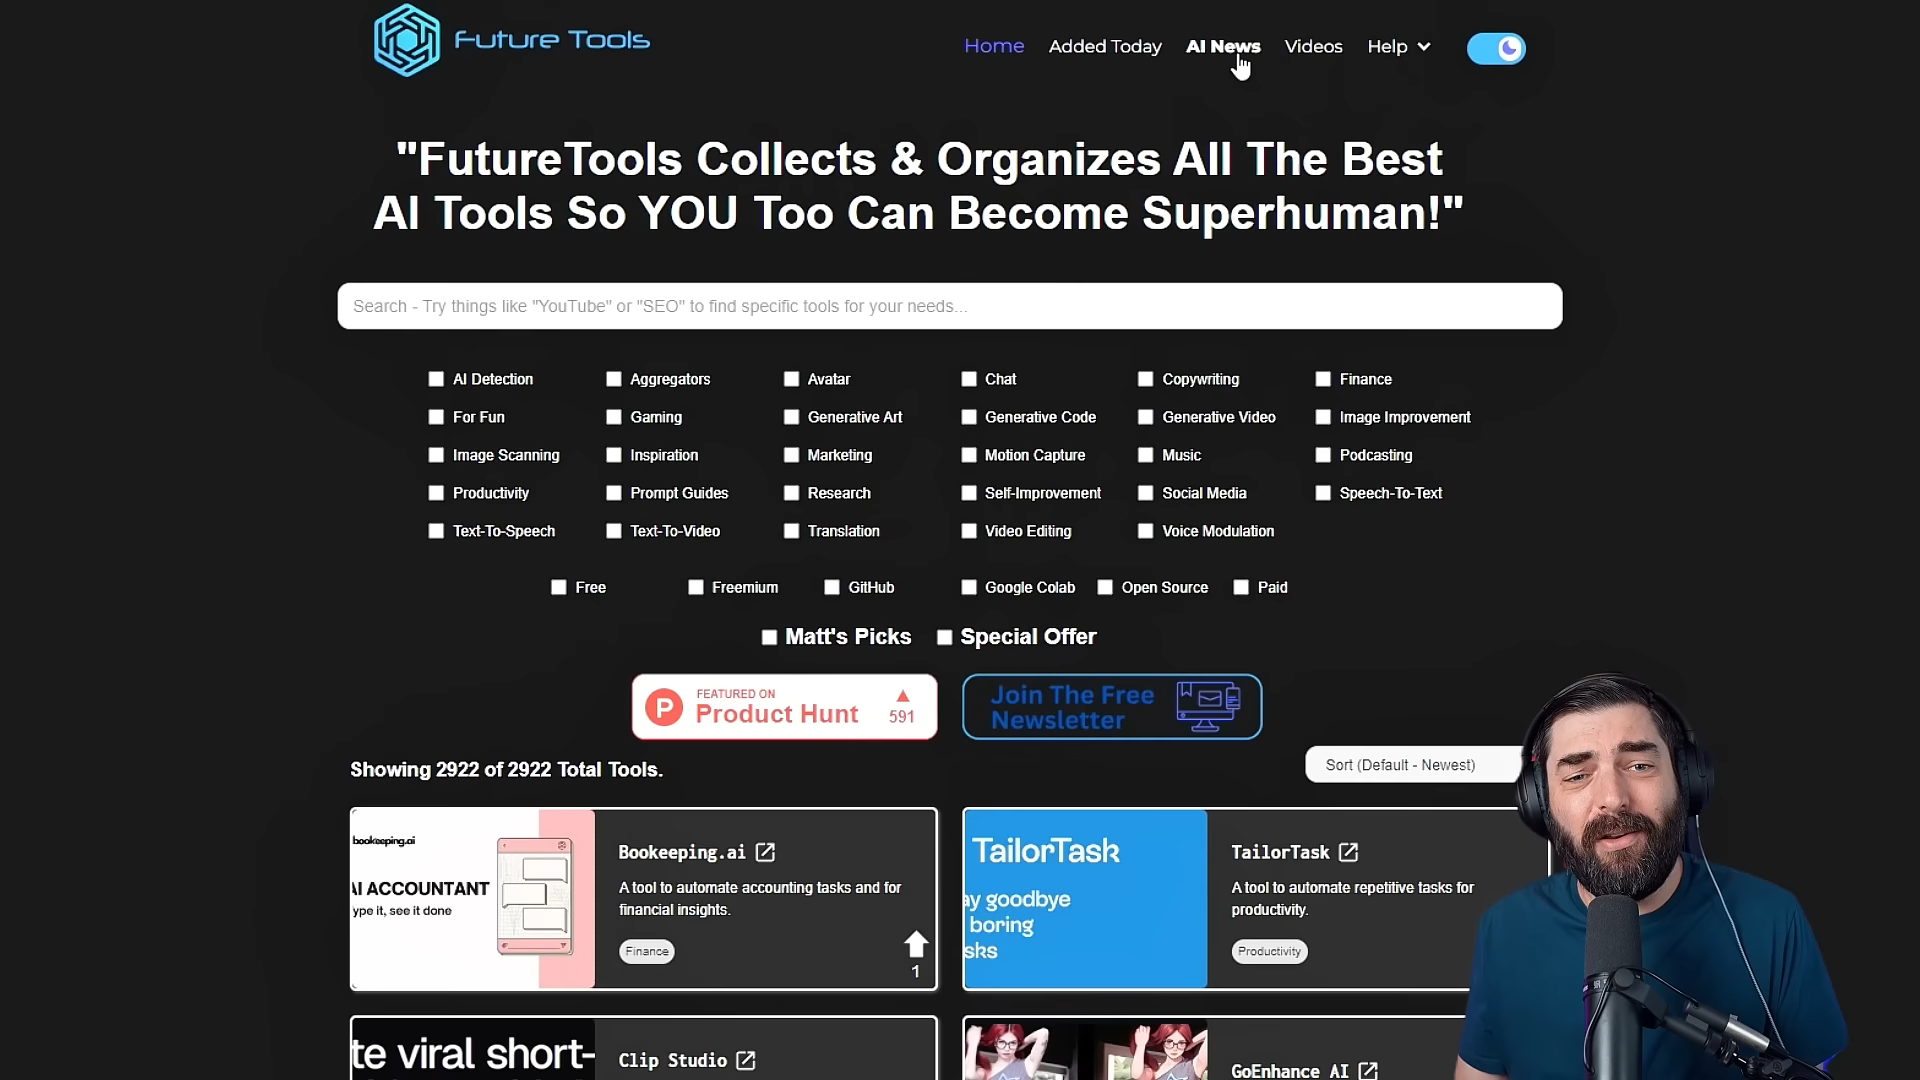 Future Tools
Home Added Today AI News Videos Help
"FutureTools Collects & Organizes All The Best
AI Tools So YOU Too Can Become Superhuman!"
Search - Try things like "YouTube" or "SEO" to find specific tools for your needs...
AI Detection Aggregators Avatar Chat Copywriting Finance
For Fun Gaming Generative Art Generative Code Generative Video Image Improvement
Image Scanning Inspiration Marketing Motion Capture Music Podcasting
Productivity Prompt Guides Research Self-Improvement Social Media Speech-To-Text
Text-To-Speech Text-To-Video Translation Video Editing Voice Modulation
Free Freemium GitHub Google Colab Open Source Paid
Matt's Picks Special Offer
P
FEATURED ON
Product Hunt
591
Join The Free
Newsletter
Showing 2922 of 2922 Total Tools.
Sort (Default - Newest)
bookeeping.ai
AI ACCOUNTANT
ype it, see it done
Bookeeping.ai
A tool to automate accounting tasks and for
financial insights.
Finance
1
TailorTask
ay goodbye
boring
sks
TailorTask
A tool to automate repetitive tasks for
productivity.
Productivity
te viral short-
Clip Studio
GoEnhance AI